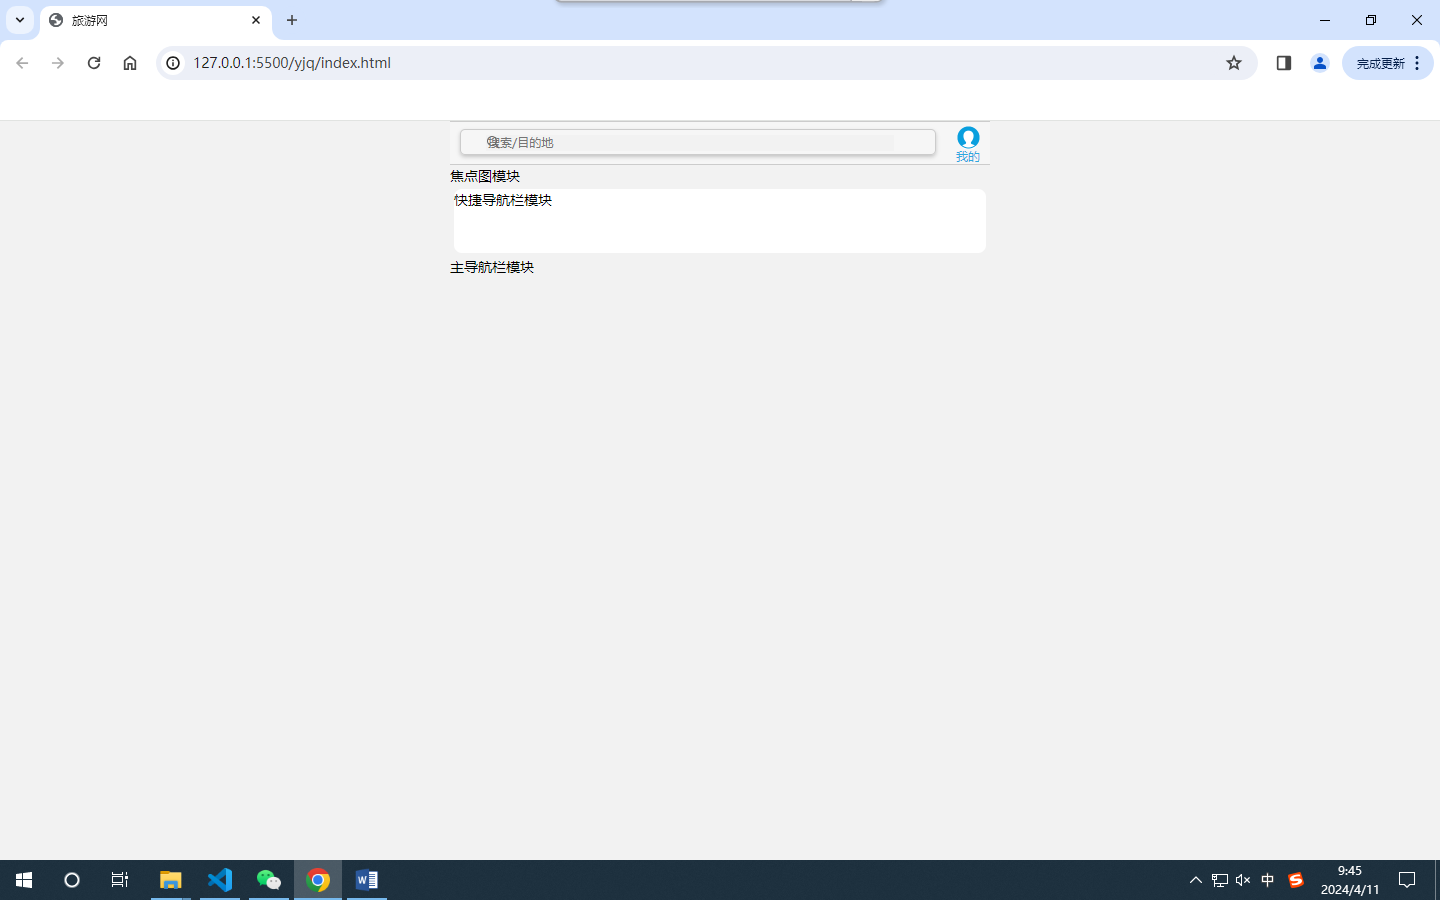 旅游网
127.0.0.1:5500/yjq/index.html
完成更新
搜索/目的地
我的
焦点图模块
快捷导航栏模块
主导航栏模块
中
9:45
2024/4/11